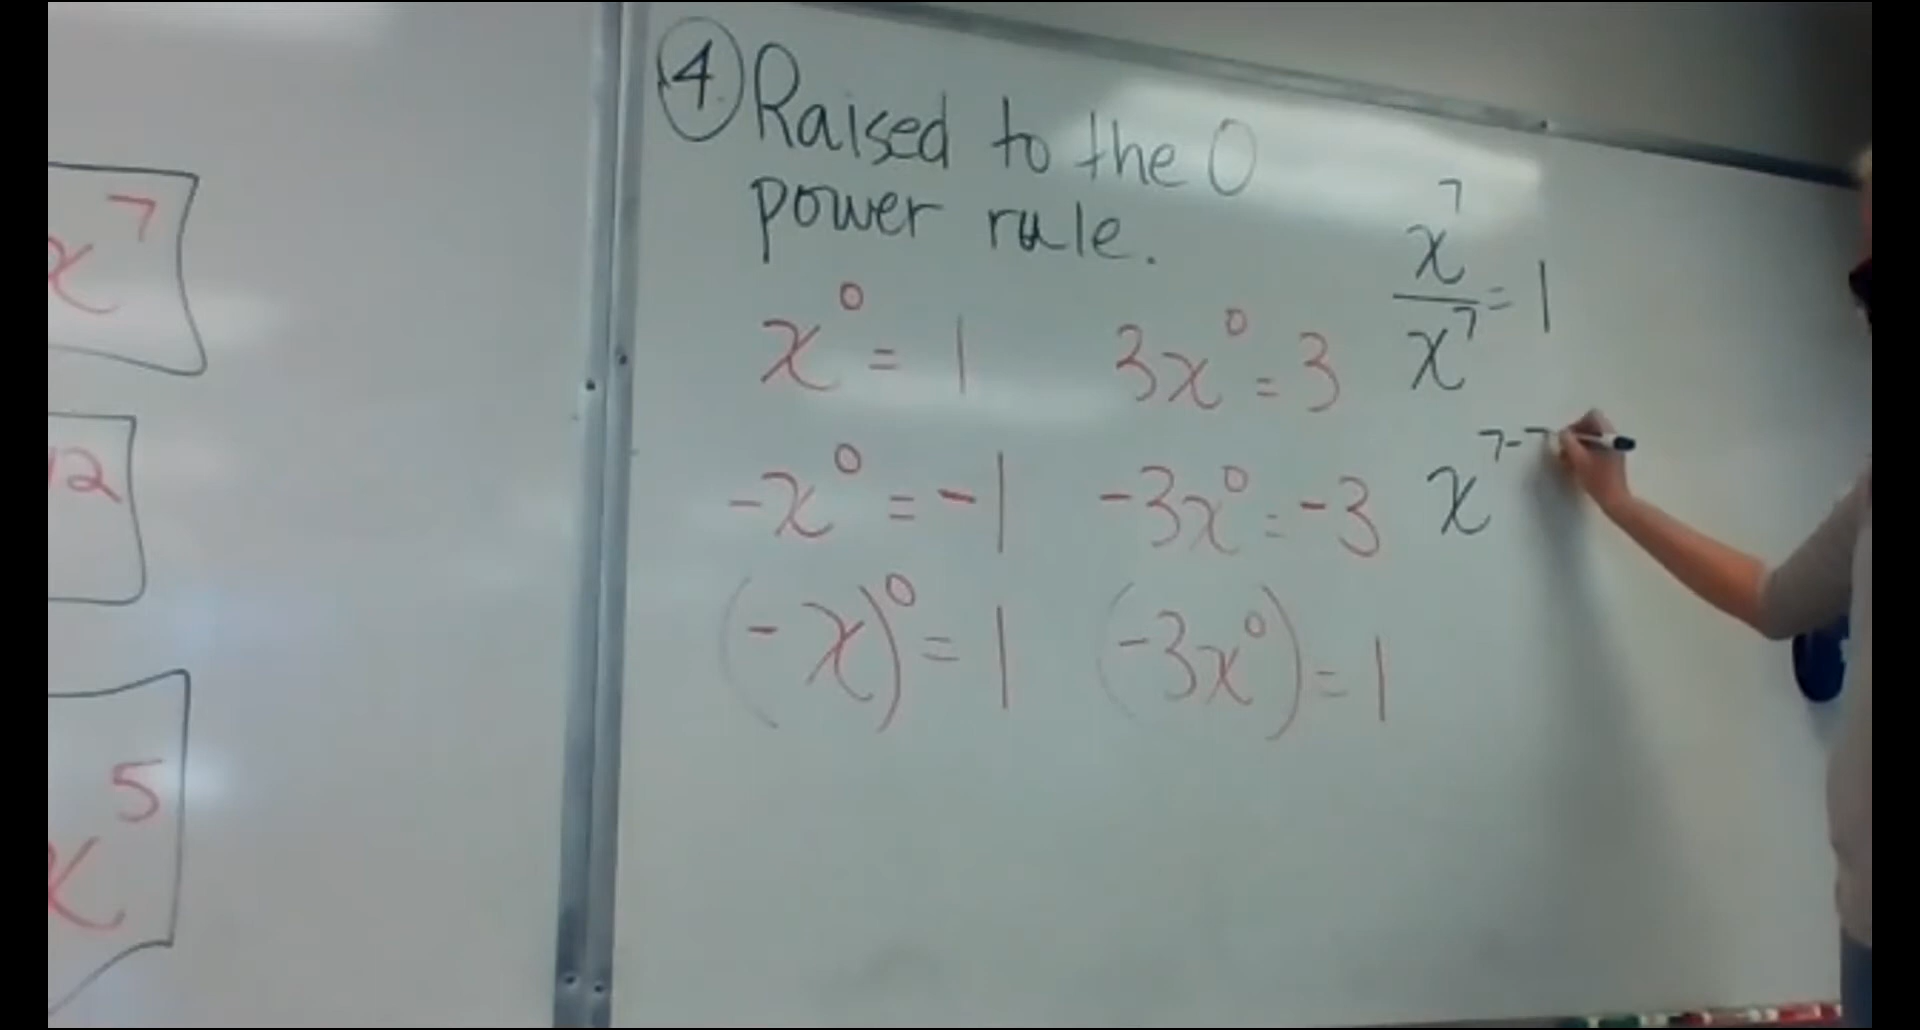 x⁷
12
x⁵
④ Raised to the 0
power rule.
x⁰ = 1
3x⁰ = 3
-x⁰ = -1
-3x⁰ = -3
(-x)⁰ = 1
(-3x⁰) = 1
x⁷
/x⁷ = 1
x⁷⁻⁷